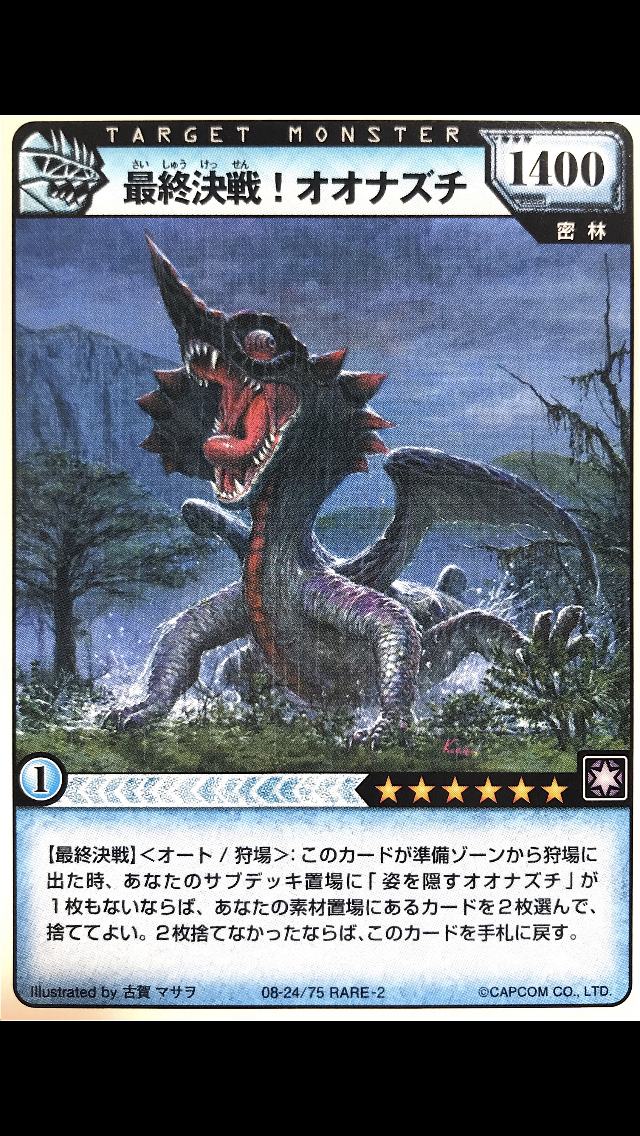 TARGET MONSTER
さい しゅう けっ せん
最終決戦！オオナズチ
1400
密林
1
【最終決戦】＜オート / 狩場＞：このカードが準備ゾーンから狩場に
出た時、あなたのサブデッキ置場に「姿を隠すオオナズチ」が
１枚もないならば、あなたの素材置場にあるカードを２枚選んで、
捨ててよい。２枚捨てなかったならば、このカードを手札に戻す。
Illustrated by 古賀 マサヲ 08-24/75 RARE-2 ©CAPCOM CO., LTD.